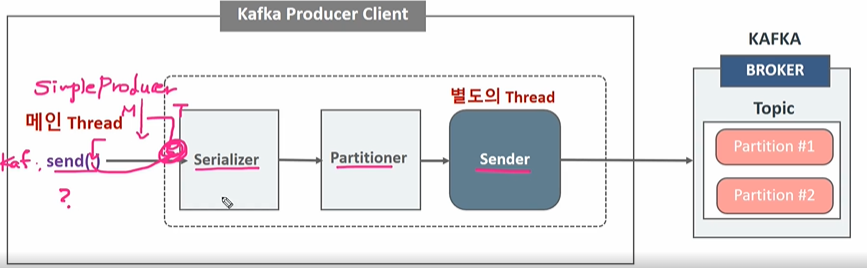 Kafka Producer Client
KAFKA
BROKER
Topic
Partition #1
Partition #2
SimpleProducer
메인 Thread
M
별도의 Thread
Kaf. send()
Serializer
Partitioner
Sender
?